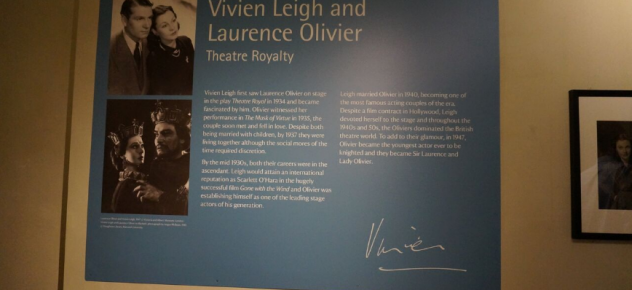 Vivien Leigh and
Laurence Olivier
Theatre Royalty
Vivien Leigh first saw Laurence Olivier on stage
in the play Theatre Royal in 1934 and became
fascinated by him. Olivier witnessed her
performance in The Mask of Virtue in 1935, the
couple soon met and fell in love. Despite both
being married with children, by 1937 they were
living together although the social mores of the
time required discretion.
By the mid 1930s, both their careers were in the
ascendant. Leigh would attain an international
reputation as Scarlett O'Hara in the hugely
successful film Gone with the Wind and Olivier was
establishing himself as one of the leading stage
actors of his generation.
Leigh married Olivier in 1940, becoming one of
the most famous acting couples of the era.
Despite a film contract in Hollywood, Leigh
devoted herself to the stage and throughout the
1940s and 50s, the Oliviers dominated the British
theatre world. To add to their glamour, in 1947,
Olivier became the youngest actor ever to be
knighted and they became Sir Laurence and
Lady Olivier.
Vivien